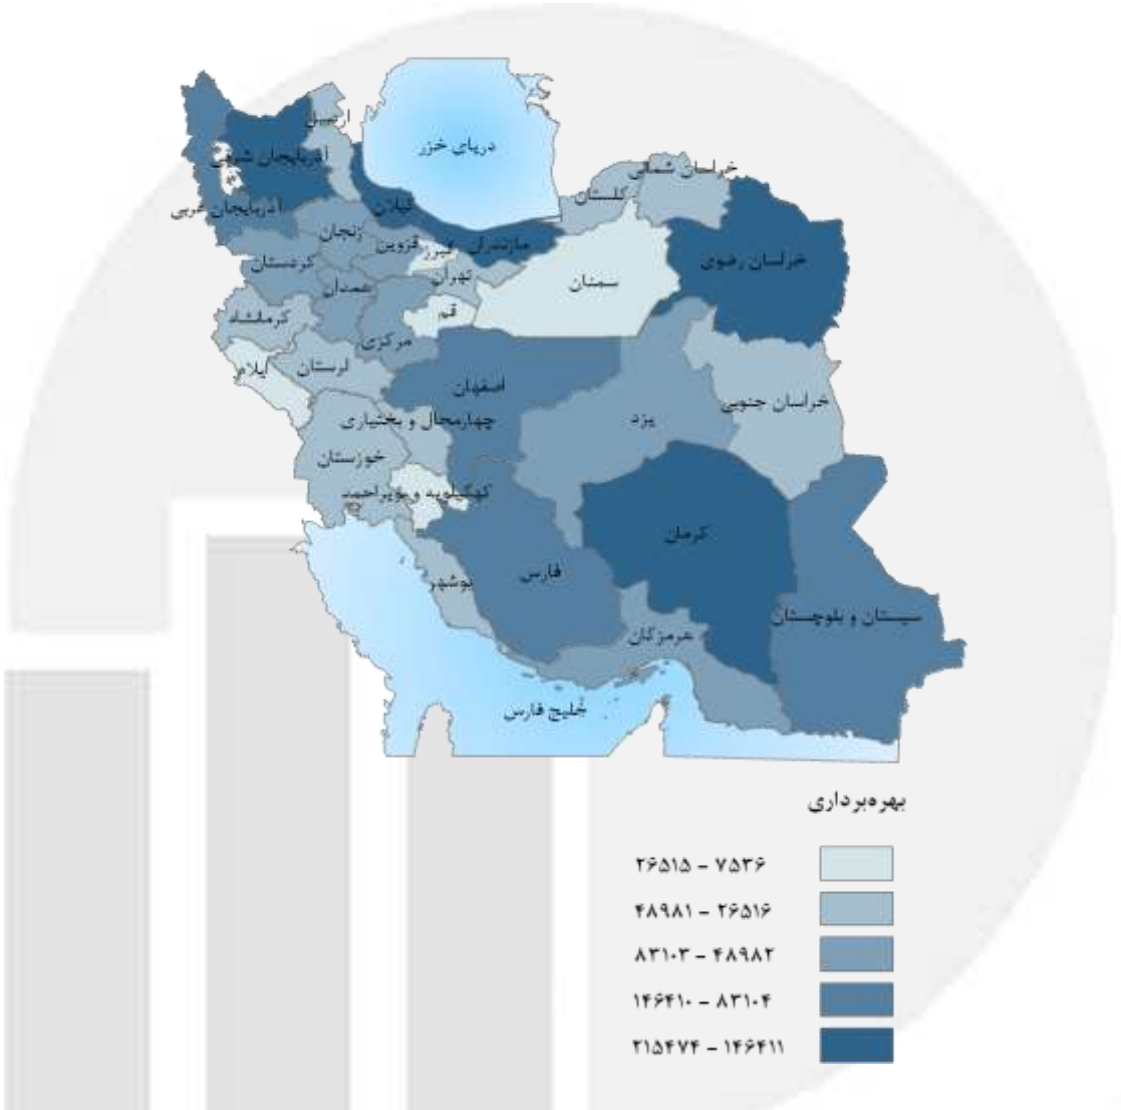 اردبیل
دریای خزر
آذربایجان شرقی
خراسان شمالی
گلستان
آذربایجان غربی
گیلان
زنجان
قزوین
البرز
مازندران
خراسان رضوی
کردستان
تهران
سمنان
همدان
قم
کرمانشاه
مرکزی
ایلام
لرستان
اصفهان
خراسان جنوبی
چهارمحال و بختیاری
یزد
خوزستان
کهگیلویه و بویراحمد
کرمان
فارس
بوشهر
سیستان و بلوچستان
هرمزگان
خلیج فارس
بهره‌برداری
۷۵۳۶ - ۲۶۵۱۵
۲۶۵۱۶ - ۴۸۹۸۱
۴۸۹۸۲ - ۸۳۱۰۳
۸۳۱۰۴ - ۱۴۶۴۱۰
۱۴۶۴۱۱ - ۲۱۵۴۷۴